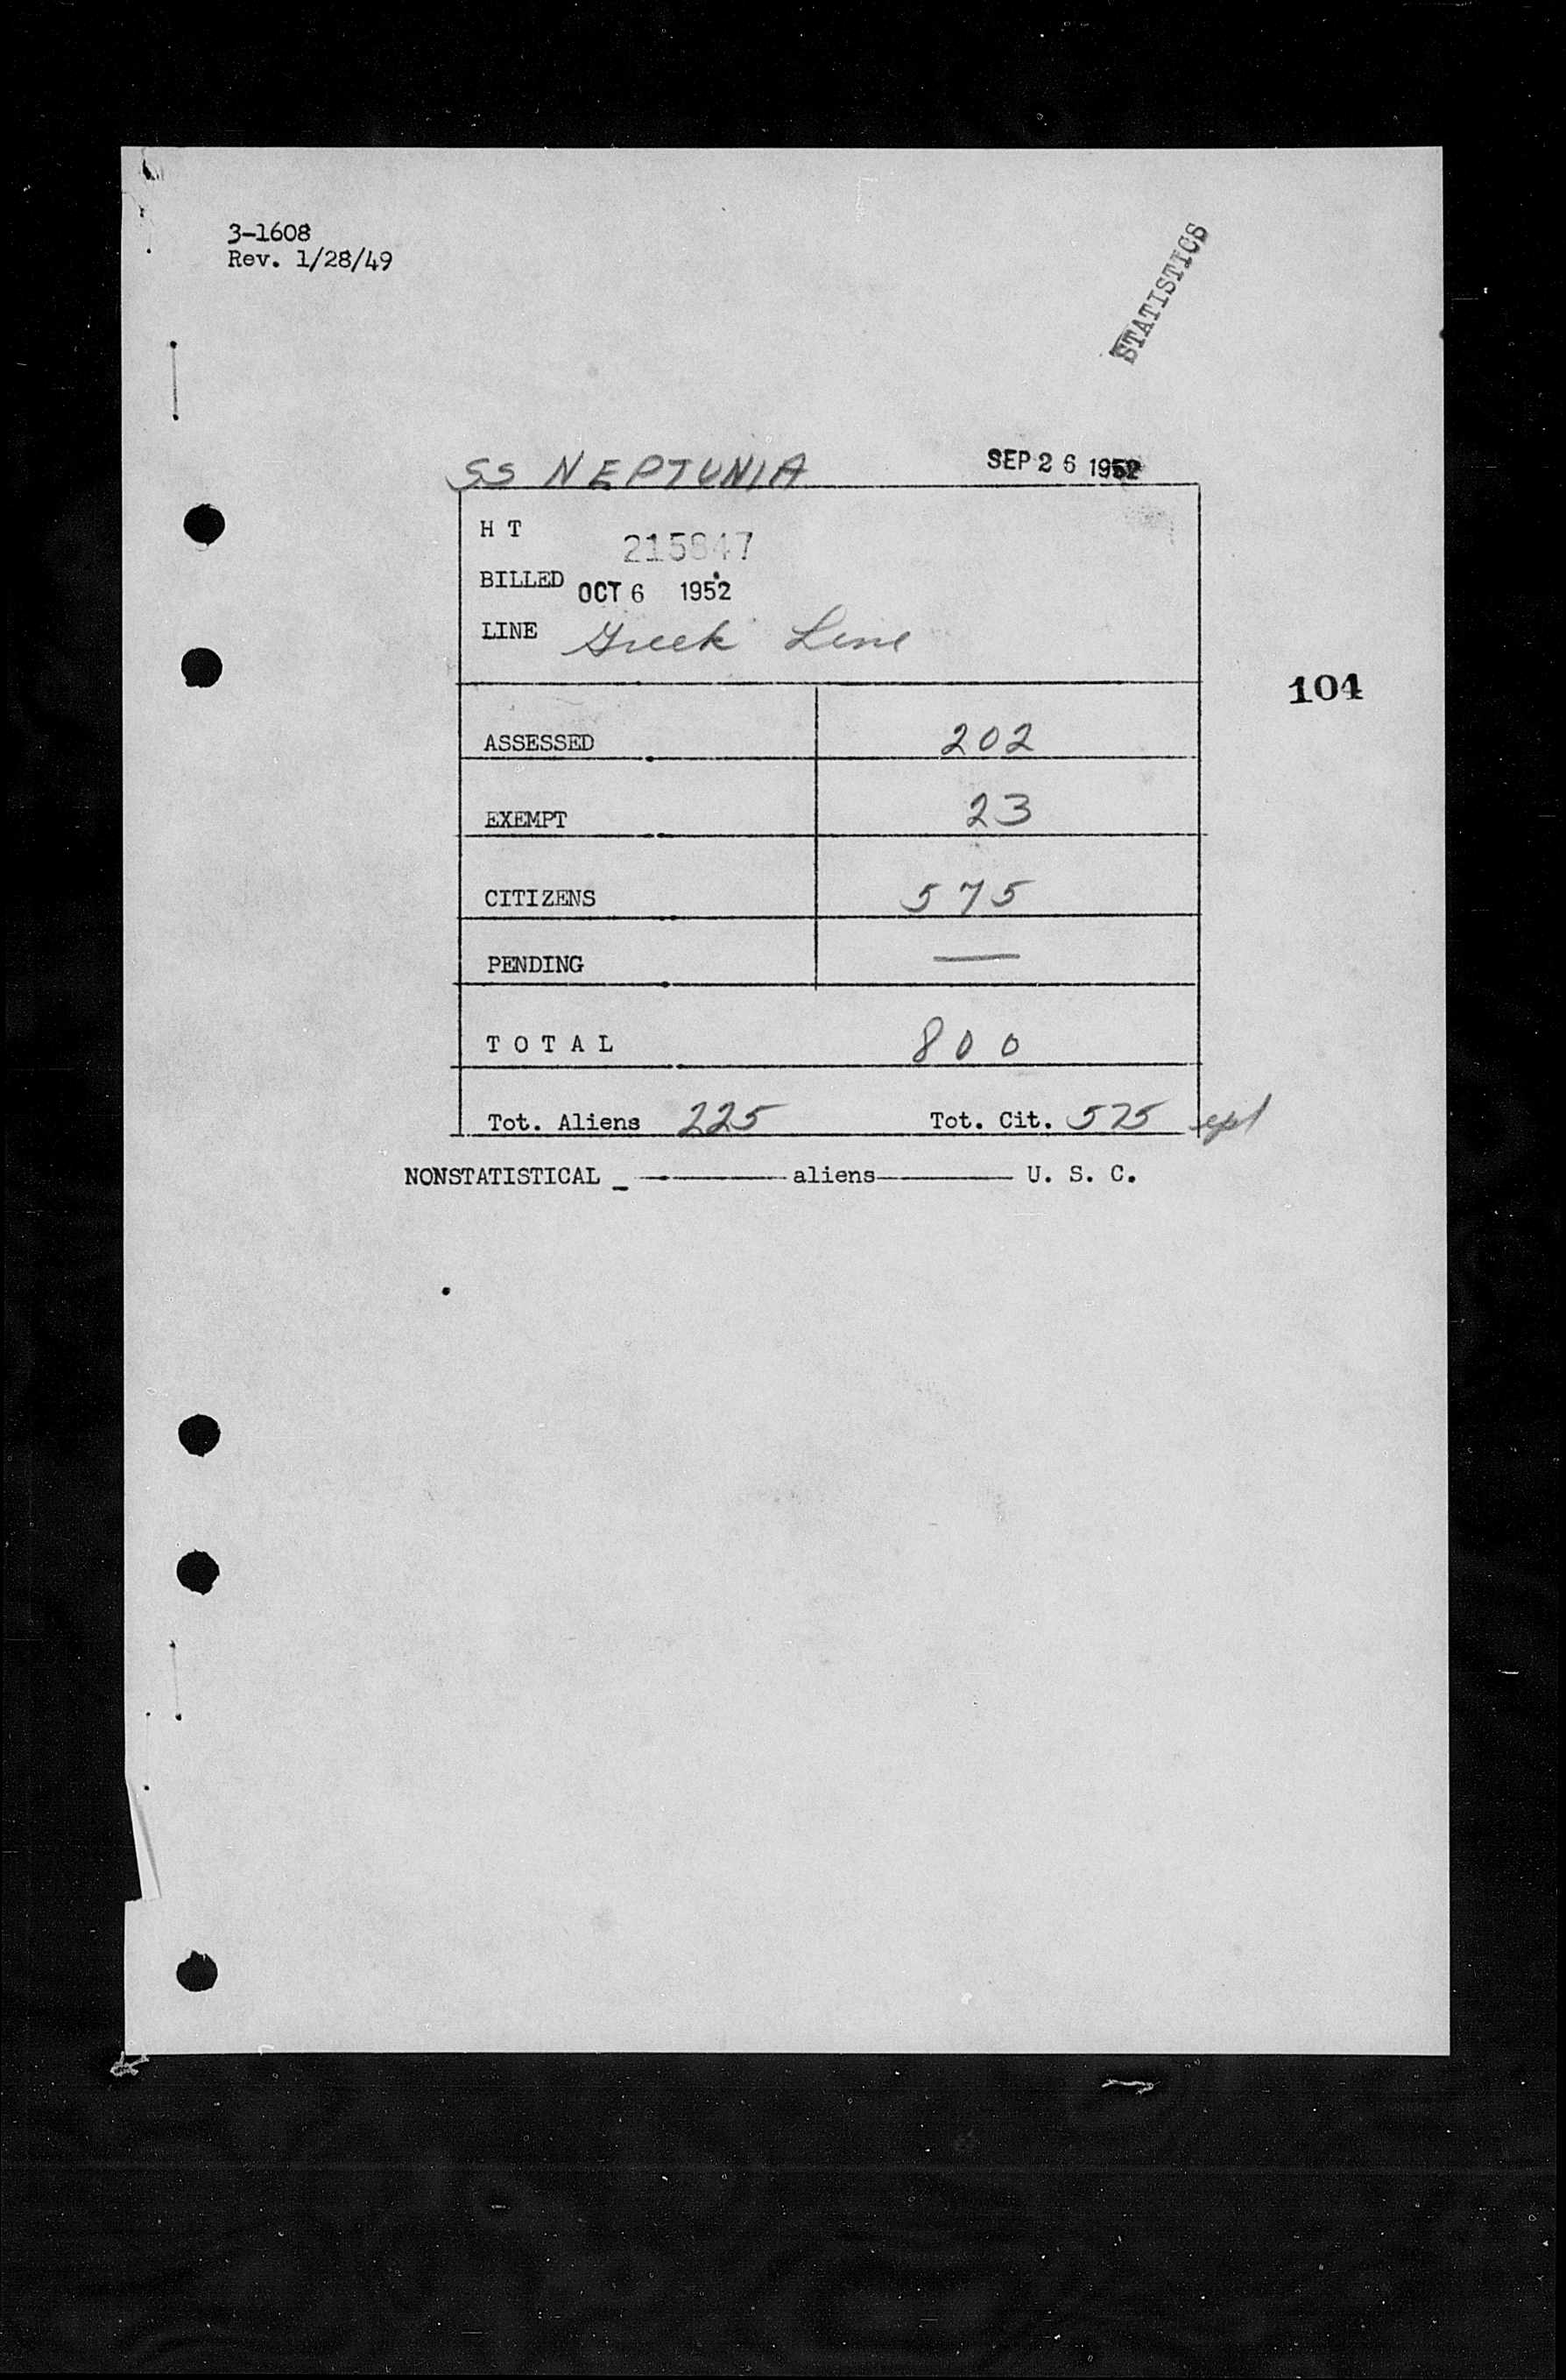 3-1608
Rev. 1/28/49
STATISTICS
SS NEPTUNIA SEP 26 1952
H T 215847
BILLED OCT 6 1952
LINE Greek Line
104
ASSESSED 202
EXEMPT 23
CITIZENS 575
PENDING —
TOTAL 800
Tot. Aliens 225 Tot. Cit. 575
NONSTATISTICAL _ ———— aliens ———— U. S. C.